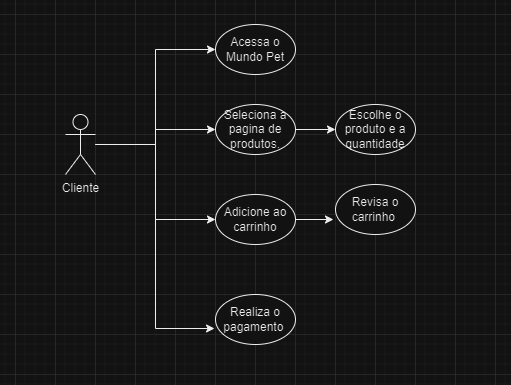 Acessa o
Mundo Pet
Seleciona a
pagina de
produtos.
Escolhe o
produto e a
quantidade
Cliente
Adicione ao
carrinho
Revisa o
carrinho
Realiza o
pagamento